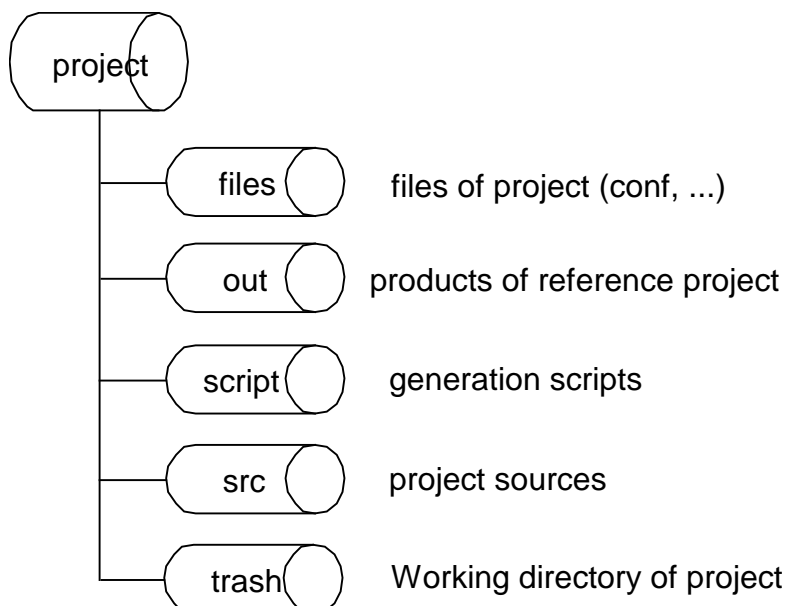 project
files files of project (conf, ...)
out products of reference project
script generation scripts
src project sources
trash Working directory of project